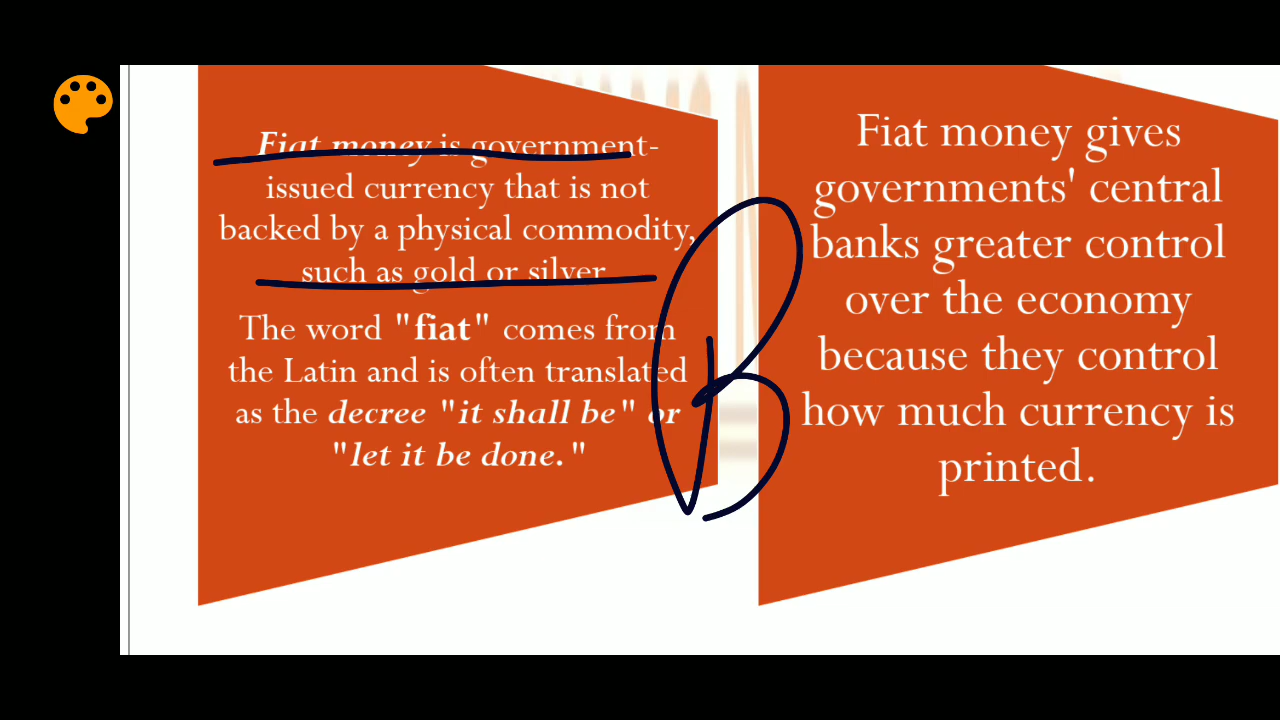 Fiat money is government-
issued currency that is not
backed by a physical commodity,
such as gold or silver
The word "fiat" comes from
the Latin and is often translated
as the decree "it shall be" or
"let it be done."
Fiat money gives
governments' central
banks greater control
over the economy
because they control
how much currency is
printed.